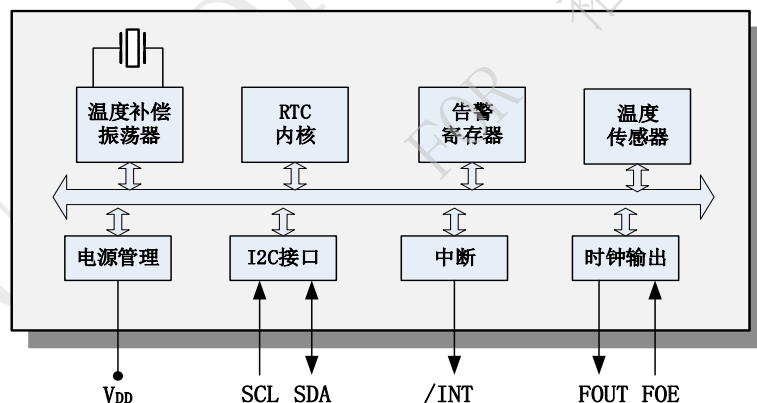 温度补偿
振荡器
RTC
内核
告警
寄存器
温度
传感器
电源管理
I2C接口
中断
时钟输出
VDD
SCL SDA
/INT
FOUT FOE
FOR